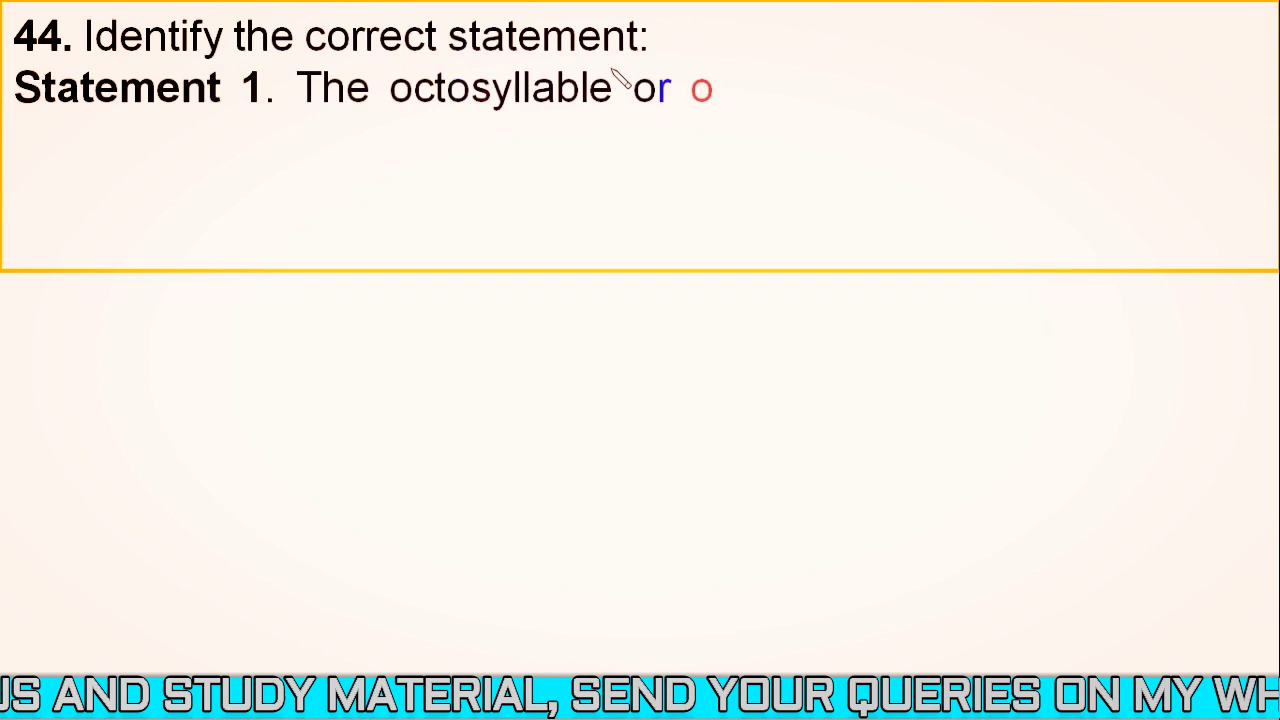 44. Identify the correct statement:
Statement 1. The octosyllable or o
US AND STUDY MATERIAL, SEND YOUR QUERIES ON MY WH